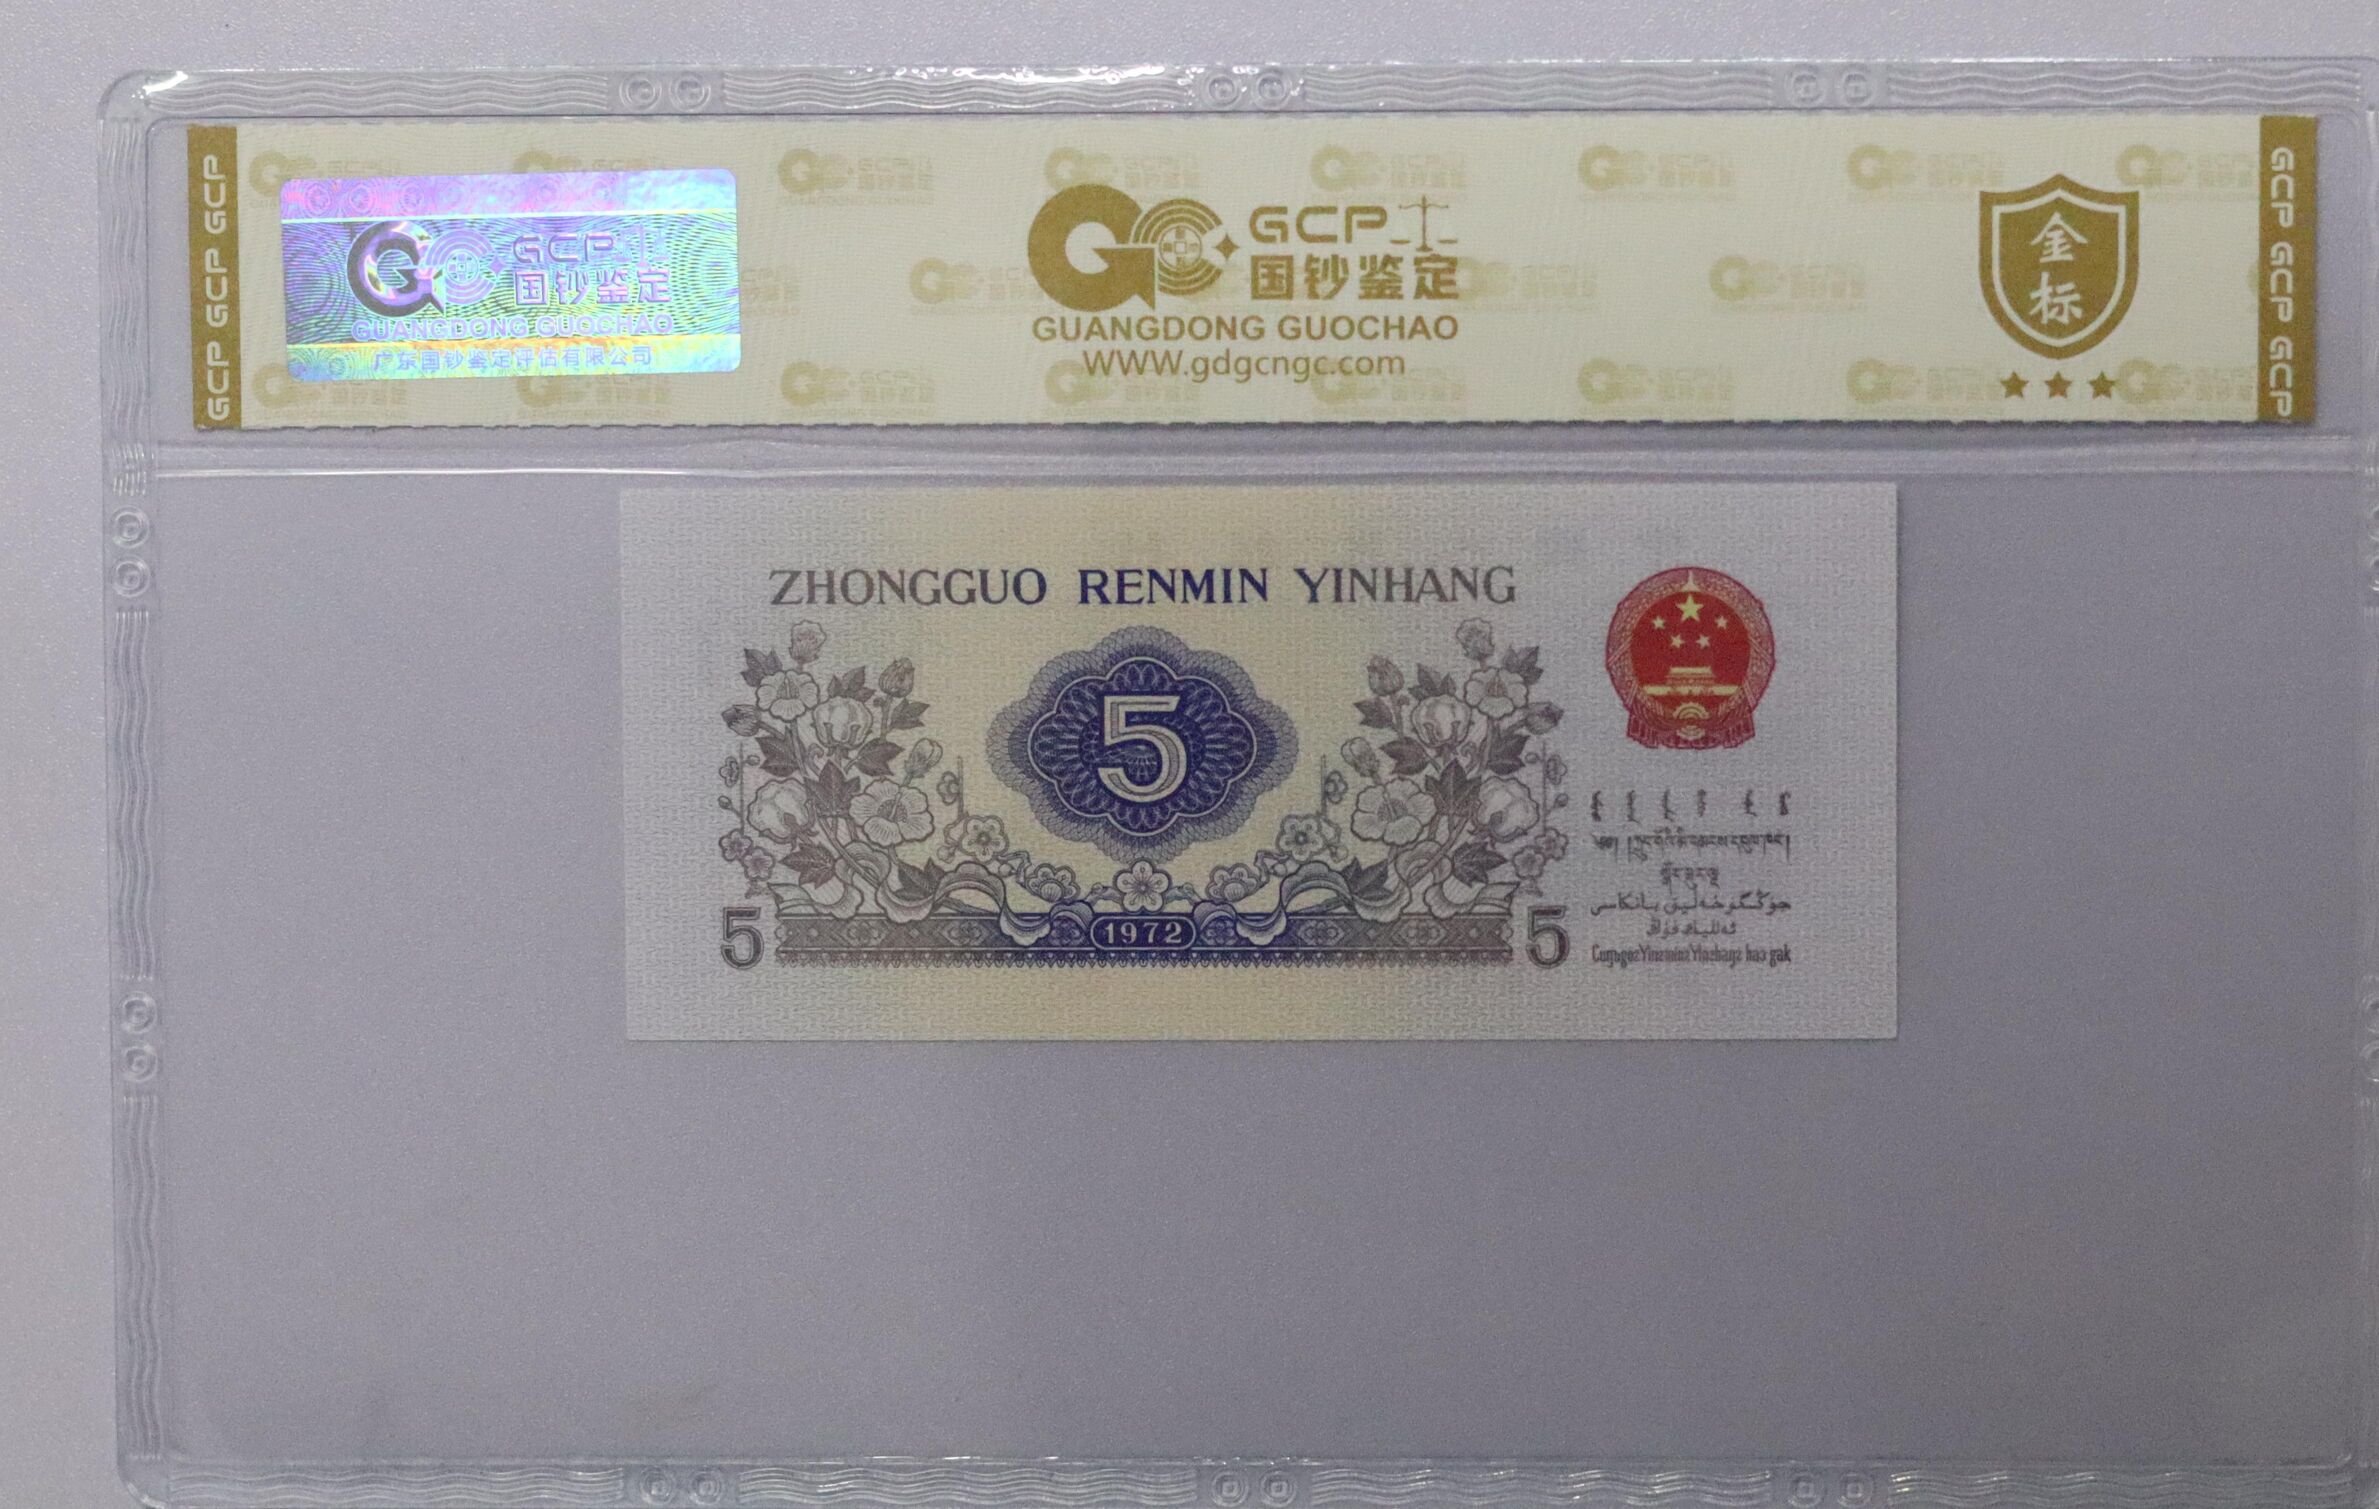 GCP GCP GCP
GCP
国钞鉴定
GUANGDONG GUOCHAO
广东国钞鉴定评估有限公司
GCP
国钞鉴定
GUANGDONG GUOCHAO
WWW.gdgcngc.com
金
标
GCP GCP GCP
ZHONGGUO RENMIN YINHANG
5
5
1972
5
جۇڭگوخەلىق بانكاسى